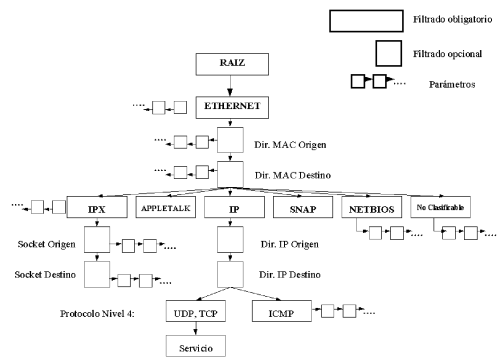 Filtrado obligatorio
Filtrado opcional
.... Parámetros
RAIZ
.... ETHERNET
.... Dir. MAC Origen
.... Dir. MAC Destino
.... IPX APPLETALK IP SNAP NETBIOS No Clasificable
Socket Origen .... Dir. IP Origen .... ....
Socket Destino .... Dir. IP Destino
Protocolo Nivel 4: UDP, TCP ICMP ....
Servicio